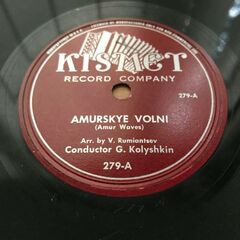 KISMET
RECORD COMPANY
279-A
AMURSKYE VOLNI
(Amur Waves)
Arr. by V. Rumiantsev
Conductor G. Kolyshkin
279-A